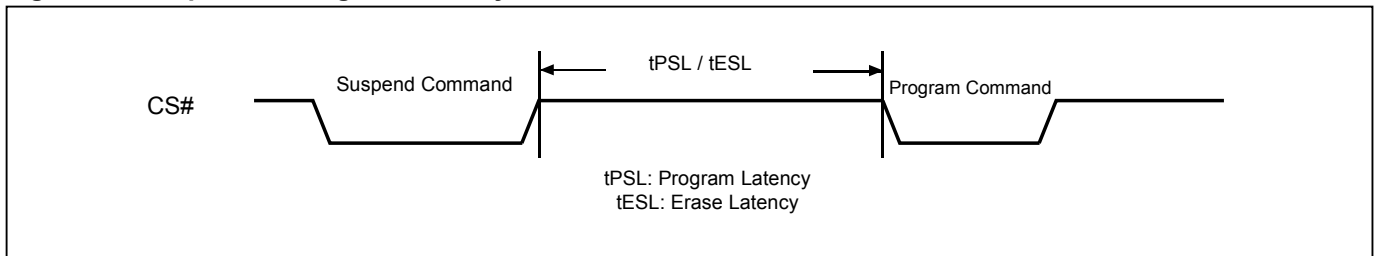 tPSL / tESL
Suspend Command
Program Command
CS#
tPSL: Program Latency
tESL: Erase Latency